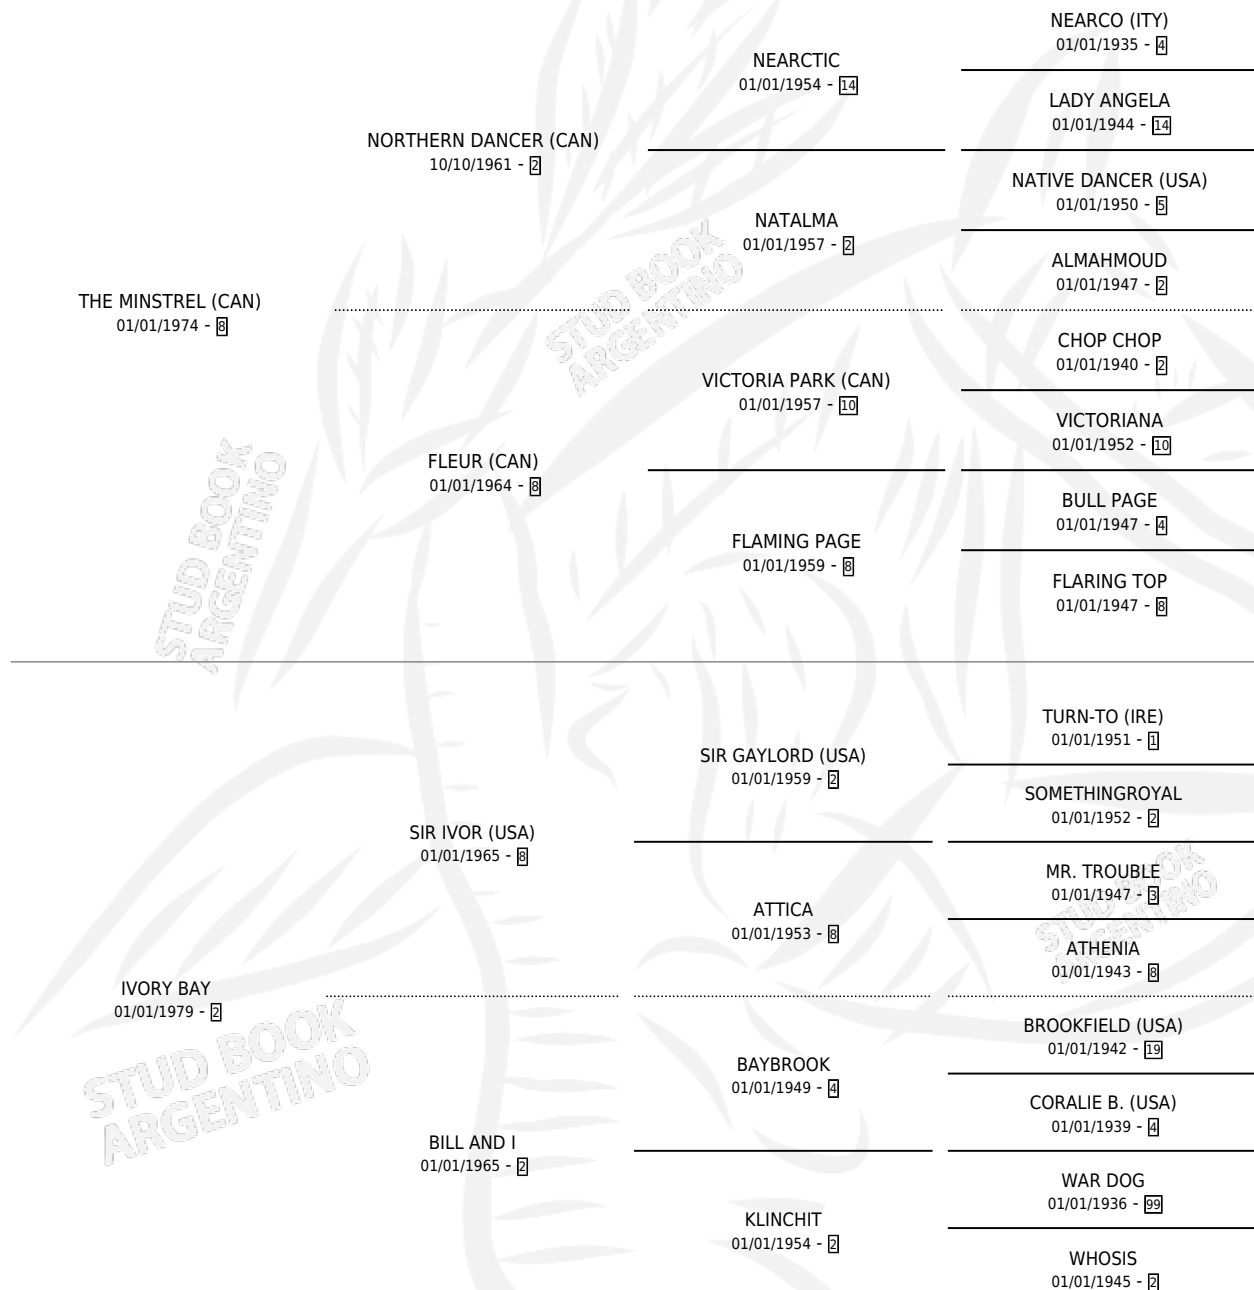 NEARCO (ITY)
01/01/1935 - 4
NEARCTIC
01/01/1954 - 14
LADY ANGELA
01/01/1944 - 14
NORTHERN DANCER (CAN)
10/10/1961 - 2
NATIVE DANCER (USA)
01/01/1950 - 5
NATALMA
01/01/1957 - 2
ALMAHMOUD
01/01/1947 - 2
THE MINSTREL (CAN)
01/01/1974 - 8
STUD BOOK
ARGENTINO
CHOP CHOP
01/01/1940 - 2
VICTORIA PARK (CAN)
01/01/1957 - 10
VICTORIANA
01/01/1952 - 10
FLEUR (CAN)
01/01/1964 - 8
BULL PAGE
01/01/1947 - 4
FLAMING PAGE
01/01/1959 - 8
FLARING TOP
01/01/1947 - 8
STUD BOOK
ARGENTINO
TURN-TO (IRE)
01/01/1951 - 1
SIR GAYLORD (USA)
01/01/1959 - 2
SOMETHINGROYAL
01/01/1952 - 2
SIR IVOR (USA)
01/01/1965 - 8
MR. TROUBLE
01/01/1947 - 3
ATTICA
01/01/1953 - 8
STUD BOOK
ARGENTINO
ATHENIA
01/01/1943 - 8
IVORY BAY
01/01/1979 - 2
BROOKFIELD (USA)
01/01/1942 - 19
STUD BOOK
ARGENTINO
BAYBROOK
01/01/1949 - 4
CORALIE B. (USA)
01/01/1939 - 4
BILL AND I
01/01/1965 - 2
WAR DOG
01/01/1936 - 99
KLINCHIT
01/01/1954 - 2
WHOSIS
01/01/1945 - 2